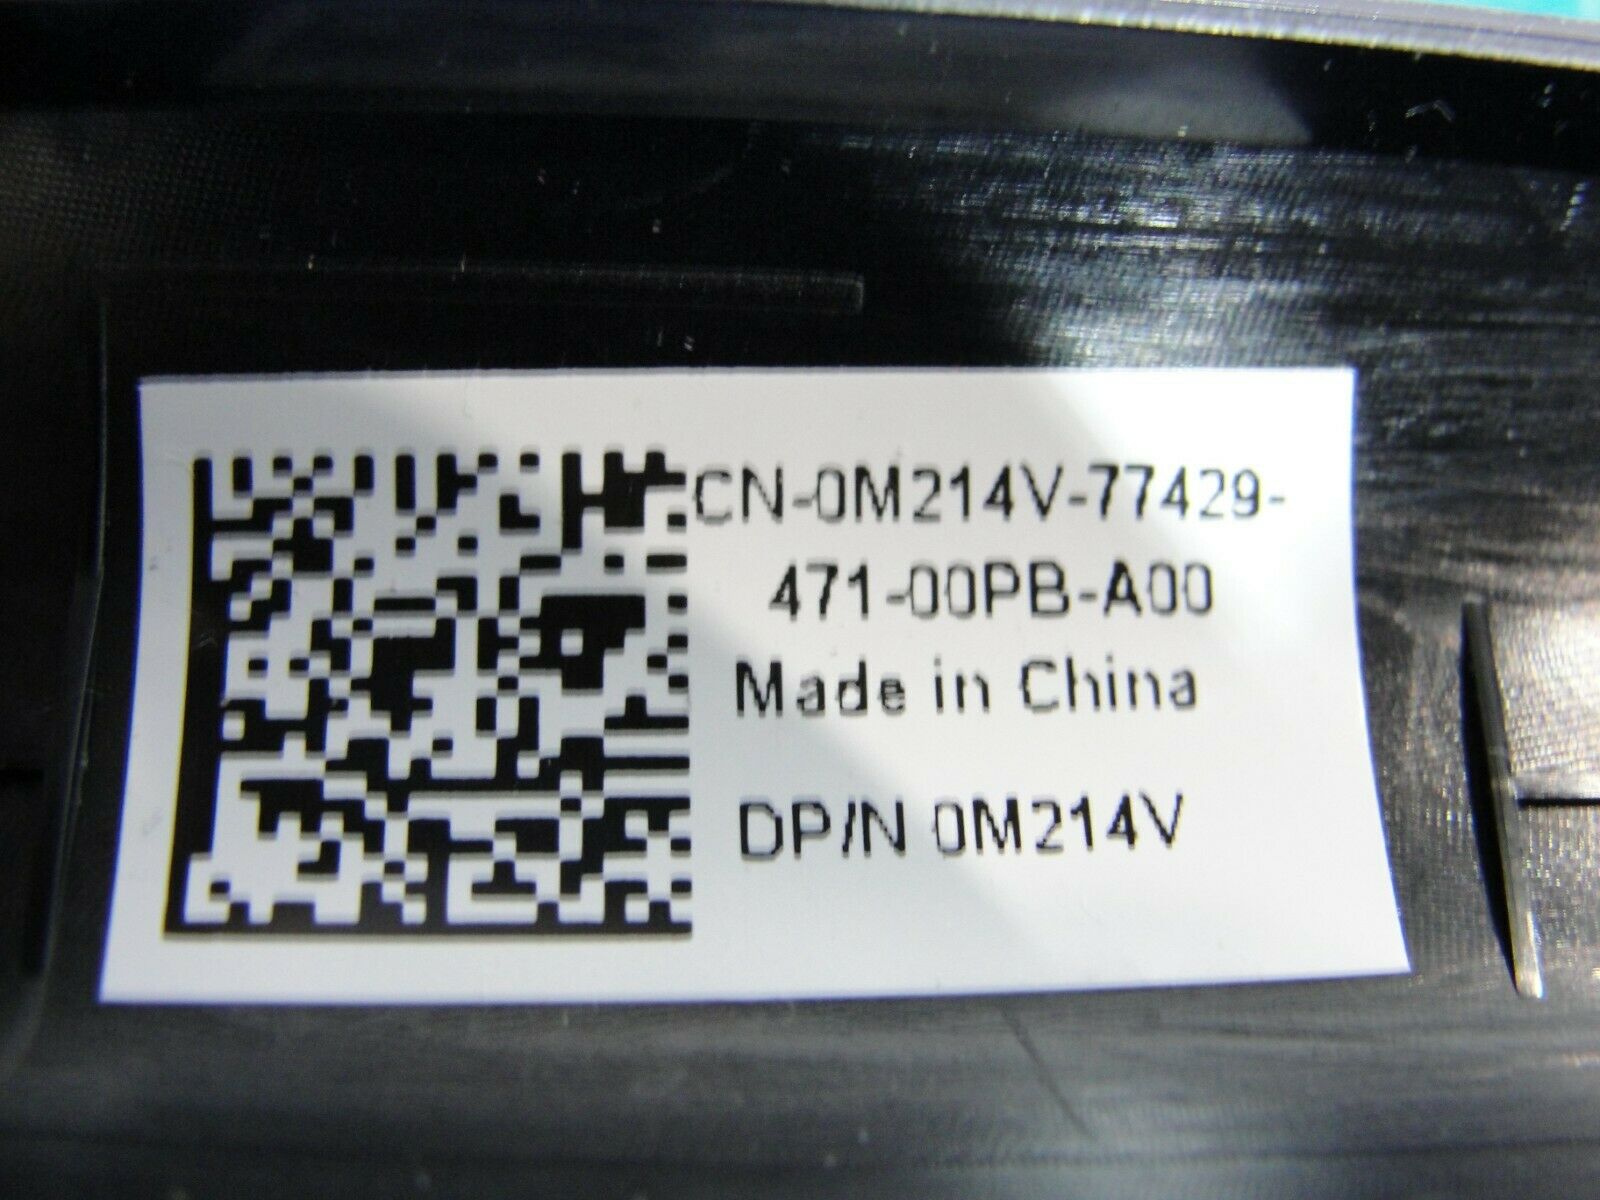 CN-0M214V-77429-
471-00PB-A00
Made in China
DP/N 0M214V